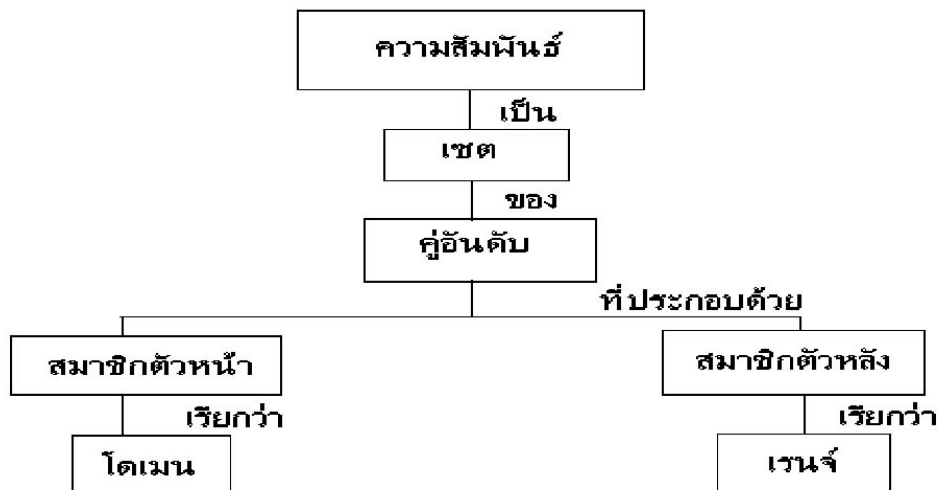 ความสัมพันธ์
เป็น
เซต
ของ
คู่อันดับ
ที่ประกอบด้วย
สมาชิกตัวหน้า
สมาชิกตัวหลัง
เรียกว่า
เรียกว่า
โดเมน
เรนจ์